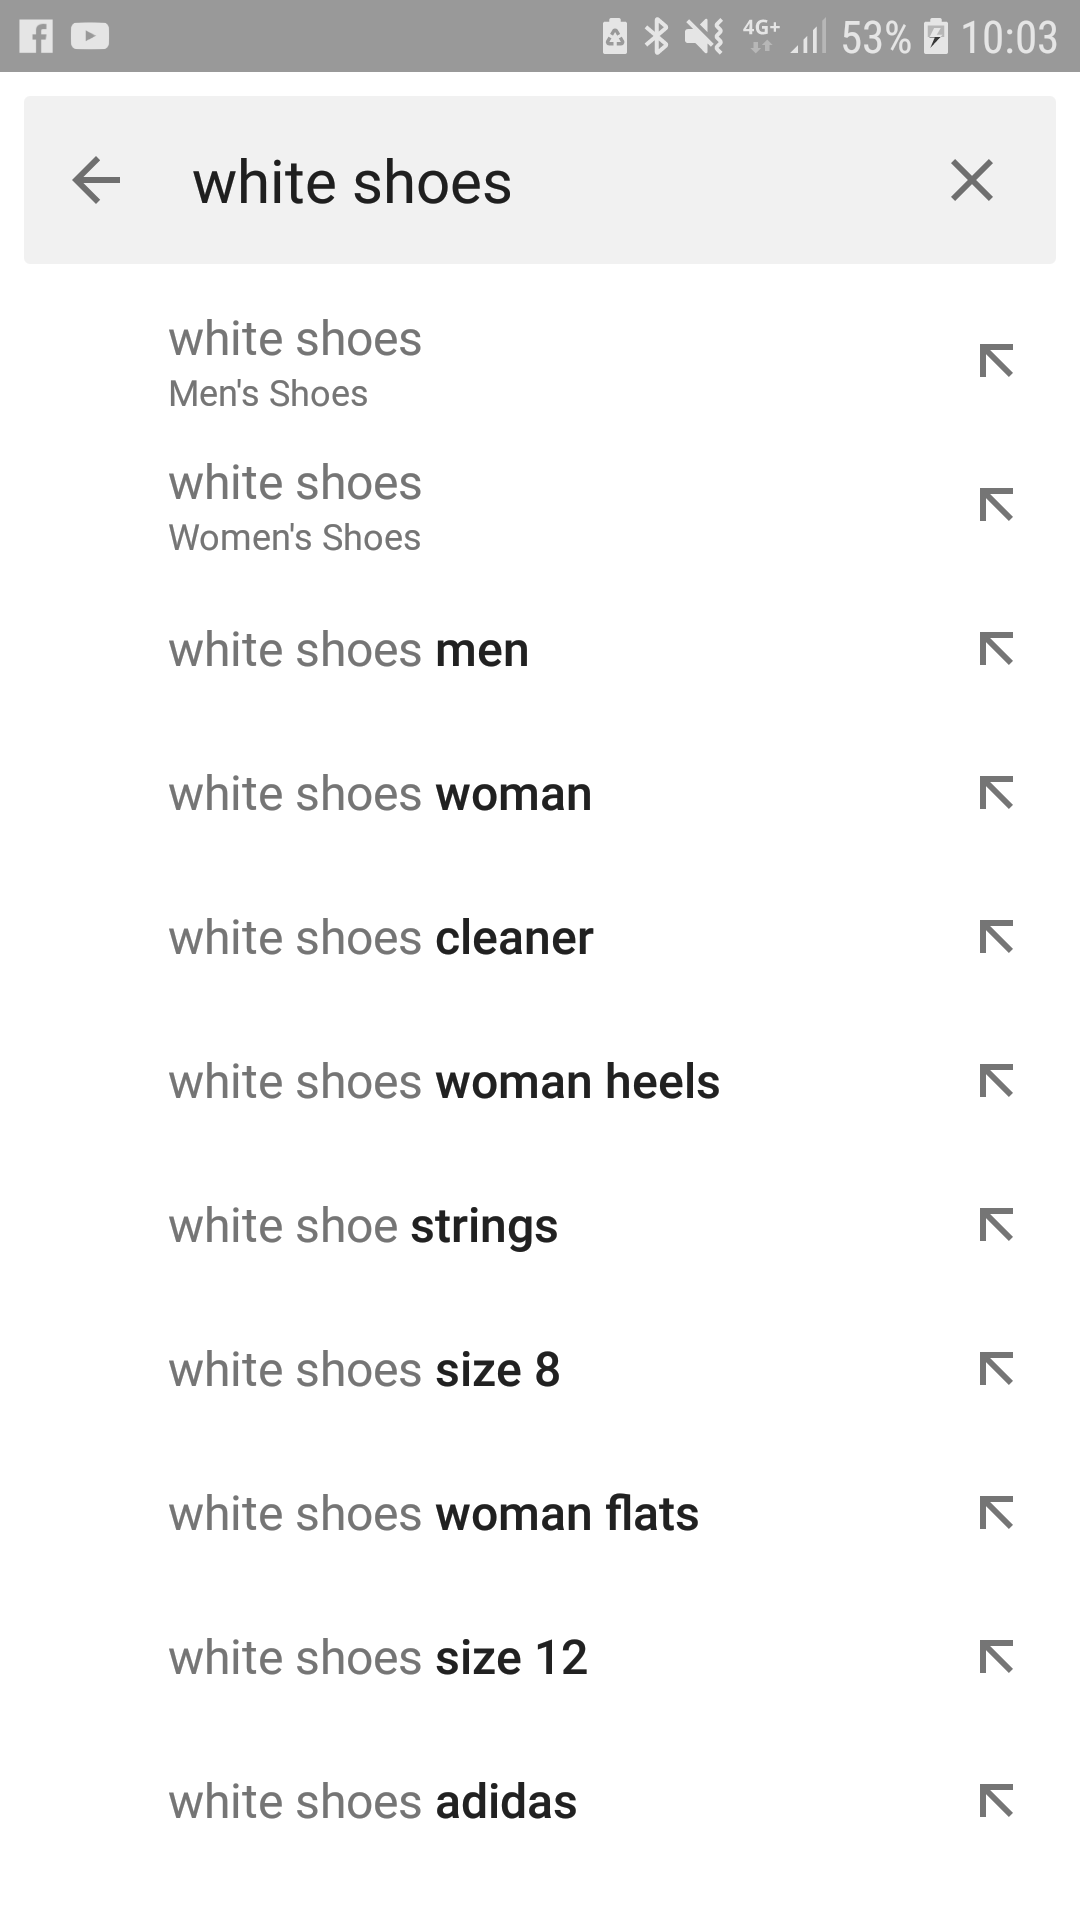 4G+ 53% 10:03
white shoes
white shoes
Men's Shoes
white shoes
Women's Shoes
white shoes men
white shoes woman
white shoes cleaner
white shoes woman heels
white shoe strings
white shoes size 8
white shoes woman flats
white shoes size 12
white shoes adidas